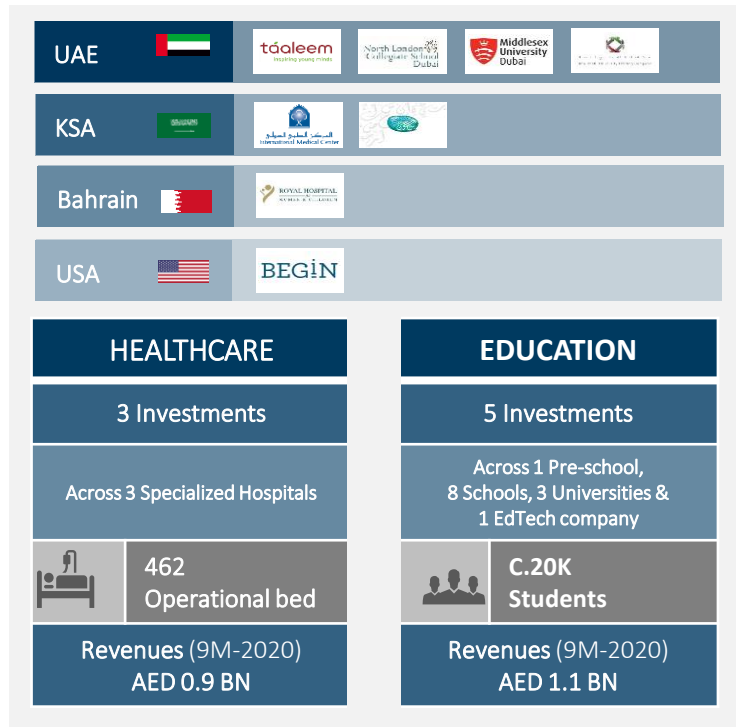 UAE
táaleem
inspiring young minds
North London
Collegiate School
Dubai
Middlesex
University
Dubai
KSA
المركز الطبي الدولي
International Medical Center
Bahrain
ROYAL HOSPITAL
WOMEN & CHILDREN
USA
BEGiN
HEALTHCARE
3 Investments
Across 3 Specialized Hospitals
462
Operational bed
Revenues (9M-2020)
AED 0.9 BN
EDUCATION
5 Investments
Across 1 Pre-school,
8 Schools, 3 Universities &
1 EdTech company
C.20K
Students
Revenues (9M-2020)
AED 1.1 BN